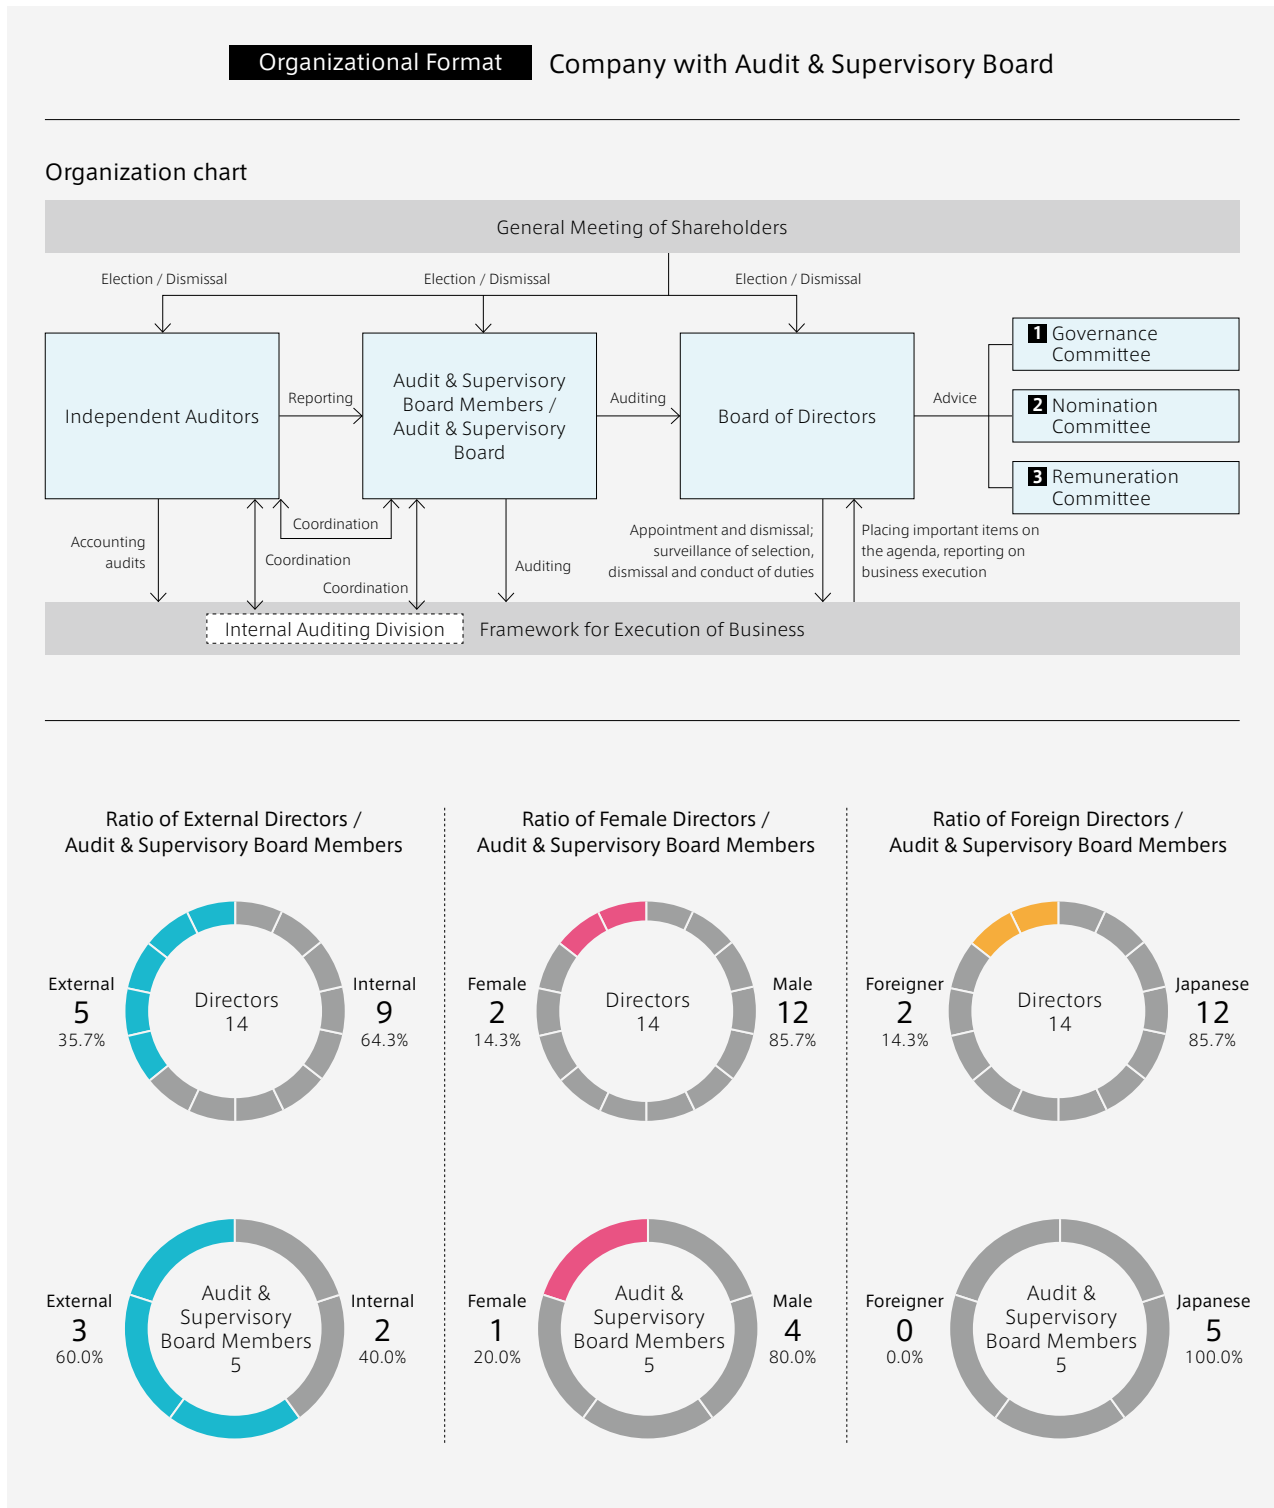 Organizational Format
Company with Audit & Supervisory Board
Organization chart
General Meeting of Shareholders
Election / Dismissal
Election / Dismissal
Election / Dismissal
Independent Auditors
Reporting
Audit & Supervisory
Board Members /
Audit & Supervisory
Board
Auditing
Board of Directors
Advice
1 Governance
Committee
2 Nomination
Committee
3 Remuneration
Committee
Accounting
audits
Coordination
Coordination
Coordination
Auditing
Appointment and dismissal;
surveillance of selection,
dismissal and conduct of duties
Placing important items on
the agenda, reporting on
business execution
Internal Auditing Division
Framework for Execution of Business
Ratio of External Directors /
Audit & Supervisory Board Members
External
5
35.7%
Directors
14
Internal
9
64.3%
External
3
60.0%
Audit &
Supervisory
Board Members
5
Internal
2
40.0%
Ratio of Female Directors /
Audit & Supervisory Board Members
Female
2
14.3%
Directors
14
Male
12
85.7%
Female
1
20.0%
Audit &
Supervisory
Board Members
5
Male
4
80.0%
Ratio of Foreign Directors /
Audit & Supervisory Board Members
Foreigner
2
14.3%
Directors
14
Japanese
12
85.7%
Foreigner
0
0.0%
Audit &
Supervisory
Board Members
5
Japanese
5
100.0%